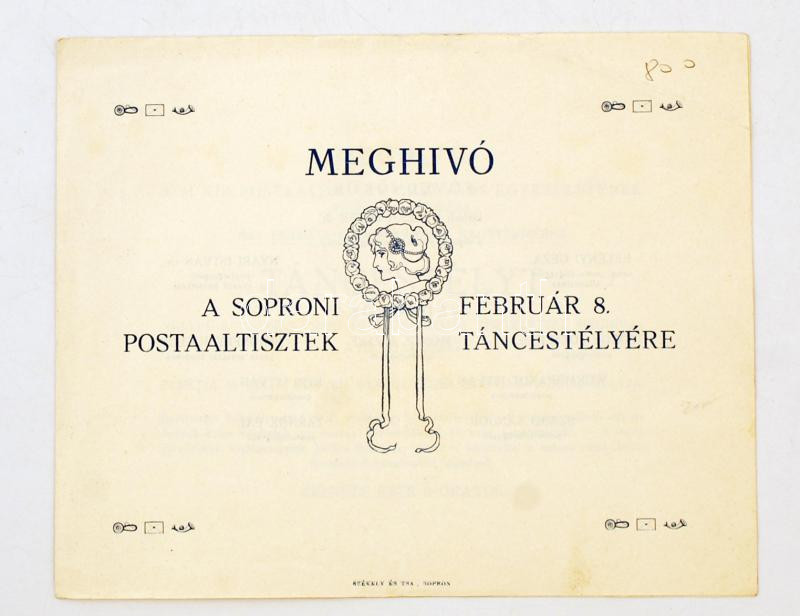 800
MEGHIVÓ
A SOPRONI
POSTAALTISZTEK
FEBRUÁR 8.
TÁNCESTÉLYÉRE
SZÉKELY ÉS TSA, SOPRON